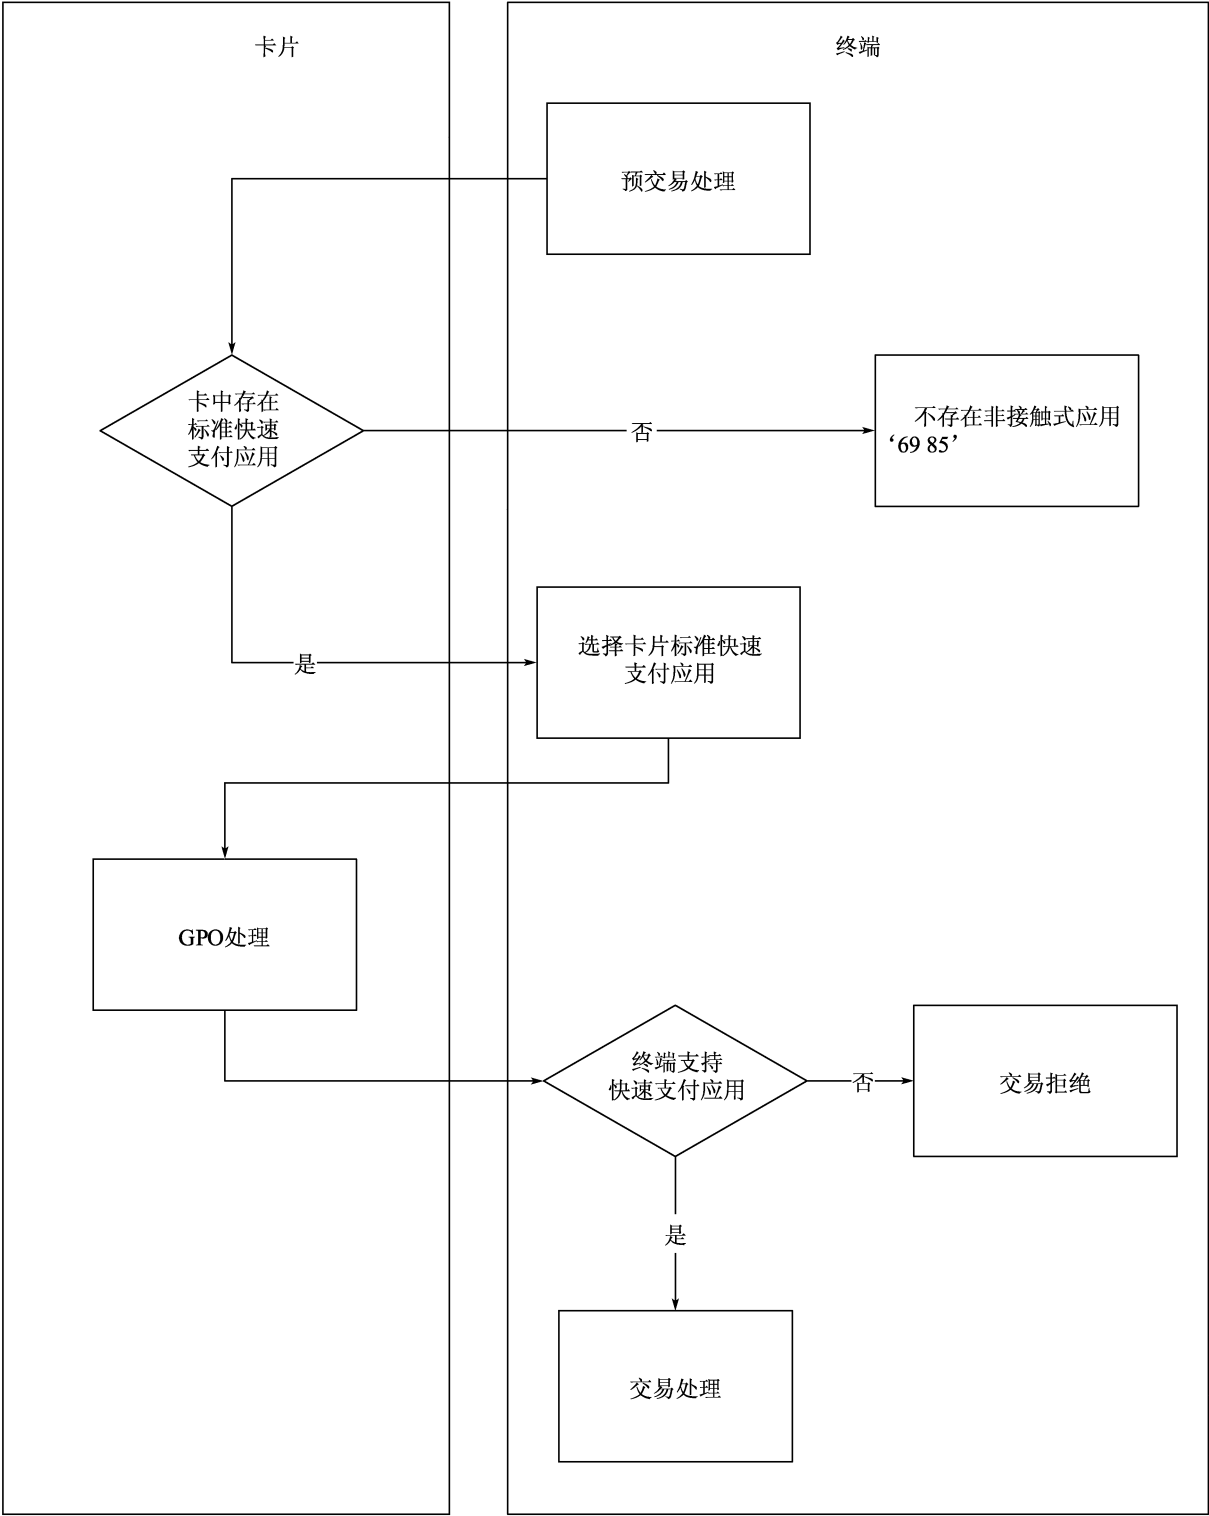 卡片
终端
预交易处理
卡中存在
标准快速
支付应用
否
不存在非接触式应用
‘69 85’
选择卡片标准快速
支付应用
是
GPO处理
终端支持
快速支付应用
否
交易拒绝
是
交易处理